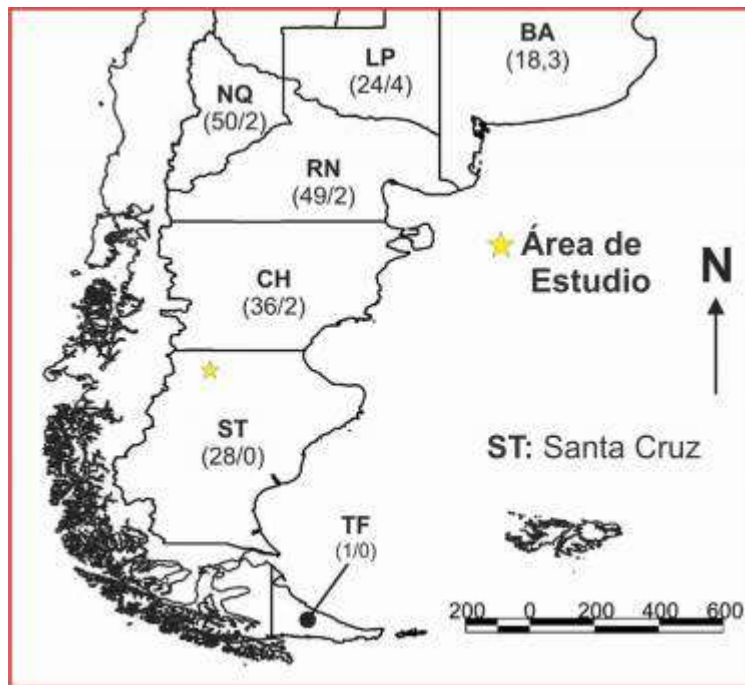 BA
(18,3)
LP
(24/4)
NQ
(50/2)
RN
(49/2)
Área de
Estudio
N
CH
(36/2)
ST
(28/0)
ST: Santa Cruz
TF
(1/0)
200 0 200 400 600